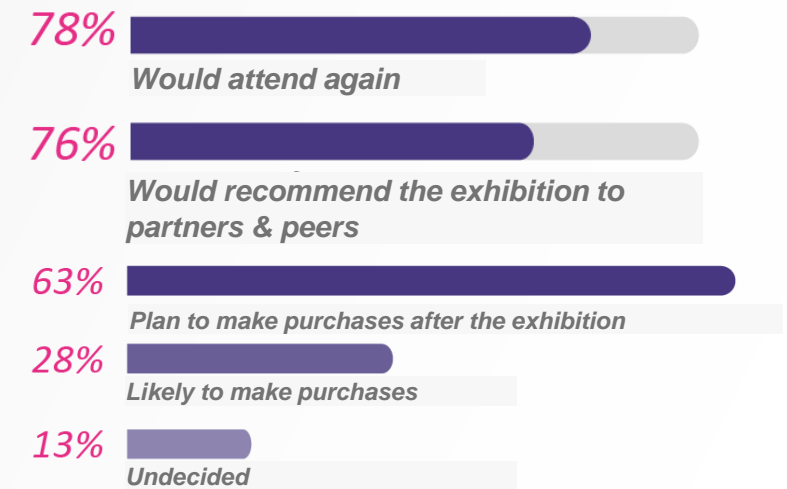 78%
Would attend again
76%
Would recommend the exhibition to
partners & peers
63%
Plan to make purchases after the exhibition
28%
Likely to make purchases
13%
Undecided